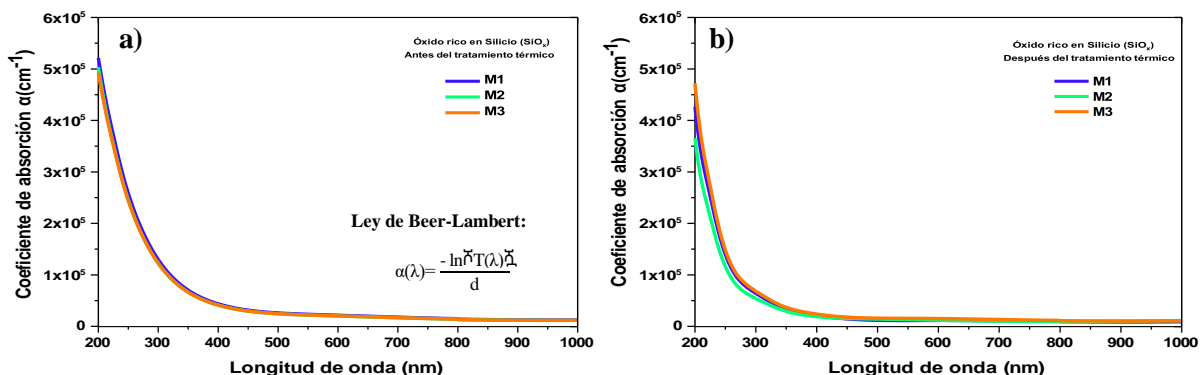 a)
Óxido rico en Silicio (SiOₓ)
Antes del tratamiento térmico
M1
M2
M3
Ley de Beer-Lambert:
α(λ)= - ln T(λ) / d
6x10⁵
5x10⁵
4x10⁵
3x10⁵
2x10⁵
1x10⁵
0
Coeficiente de absorción α(cm⁻¹)
200 300 400 500 600 700 800 900 1000
Longitud de onda (nm)
b)
Óxido rico en Silicio (SiOₓ)
Después del tratamiento térmico
M1
M2
M3
6x10⁵
5x10⁵
4x10⁵
3x10⁵
2x10⁵
1x10⁵
0
Coeficiente de absorción α(cm⁻¹)
200 300 400 500 600 700 800 900 1000
Longitud de onda (nm)